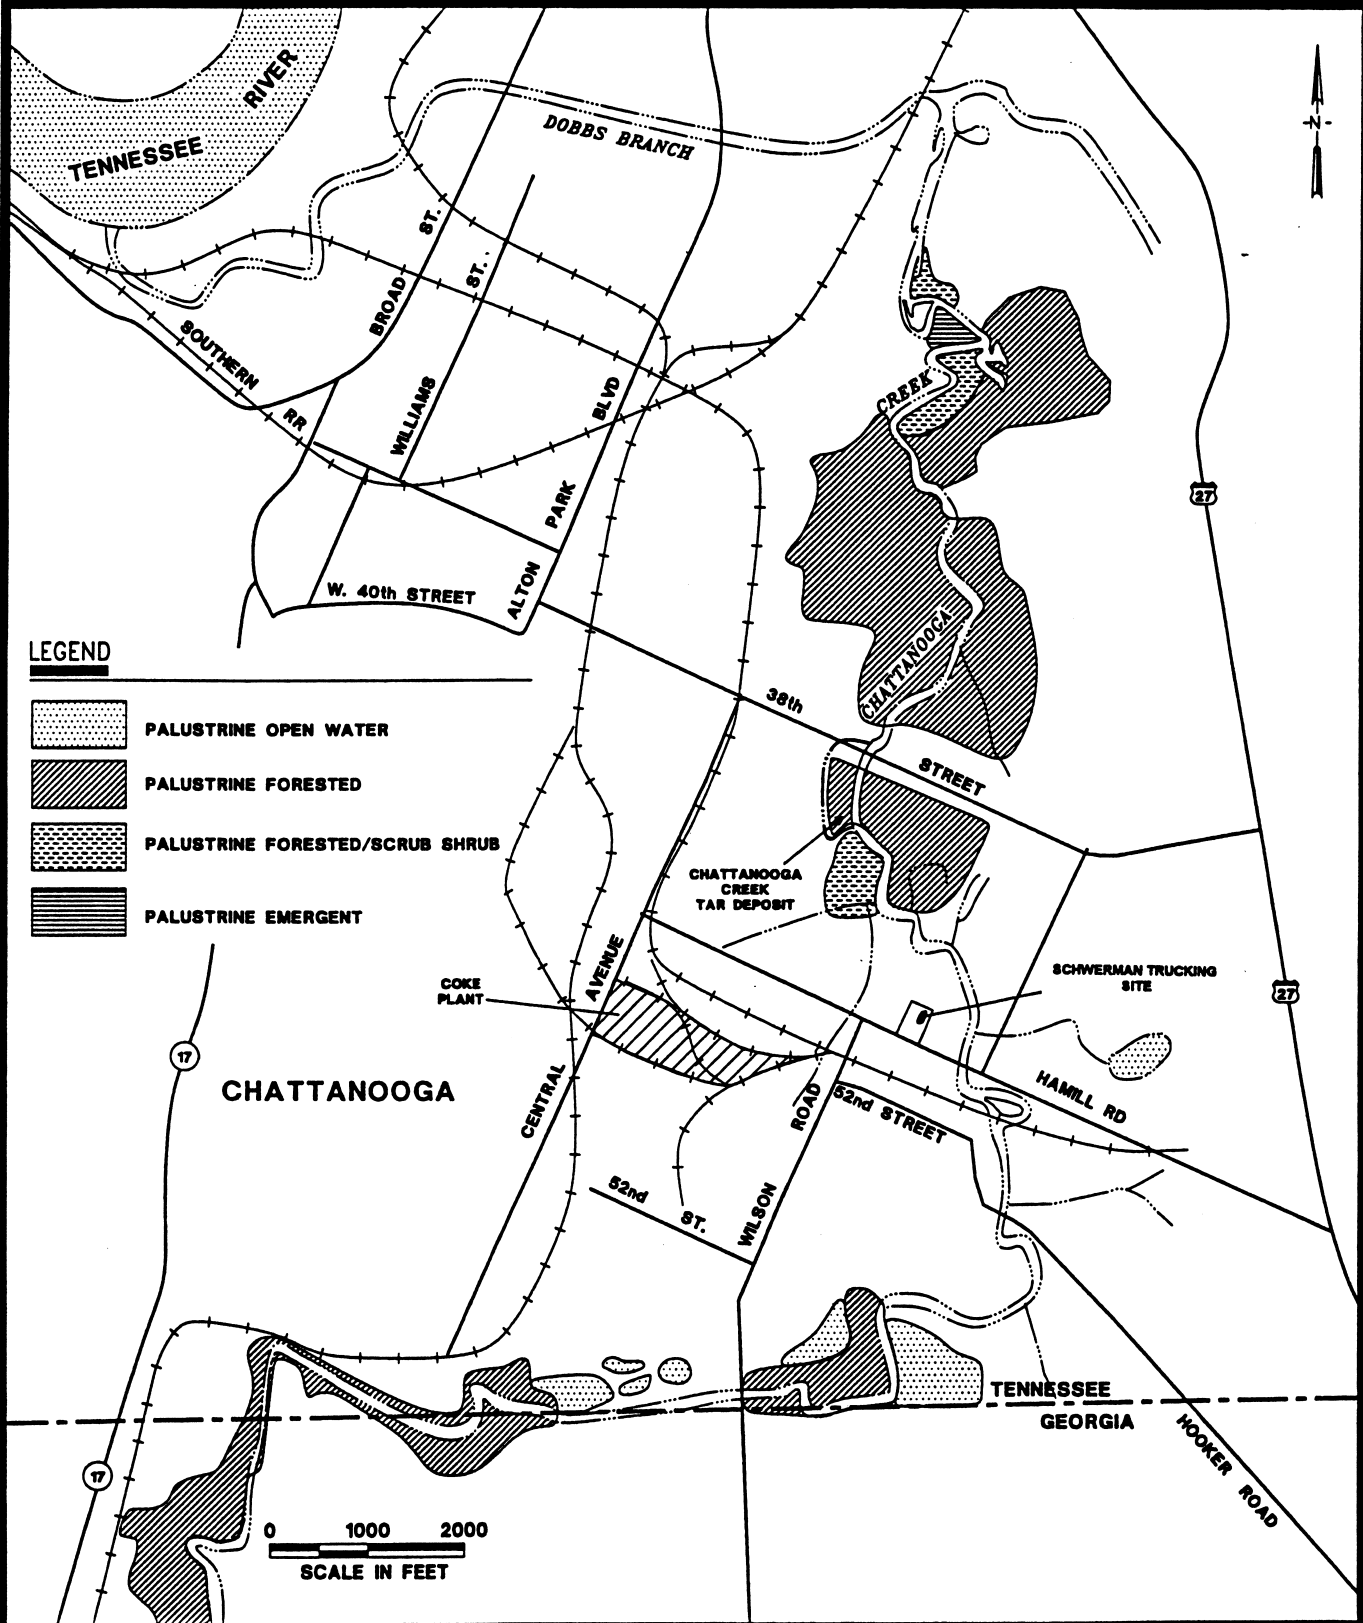 TENNESSEE
RIVER
DOBBS BRANCH
N
BROAD
ST.
WILLIAMS
ST.
SOUTHERN
RR
ALTON
PARK
BLVD
CREEK
27
W. 40th STREET
LEGEND
PALUSTRINE OPEN WATER
PALUSTRINE FORESTED
PALUSTRINE FORESTED/SCRUB SHRUB
PALUSTRINE EMERGENT
CHATTANOOGA
38th
STREET
CHATTANOOGA
CREEK
TAR DEPOSIT
COKE
PLANT
CENTRAL
AVENUE
SCHWERMAN TRUCKING
SITE
27
17
CHATTANOOGA
HAMILL RD
52nd STREET
WILSON
ROAD
52nd
ST.
TENNESSEE
GEORGIA
HOOKER ROAD
17
0 1000 2000
SCALE IN FEET